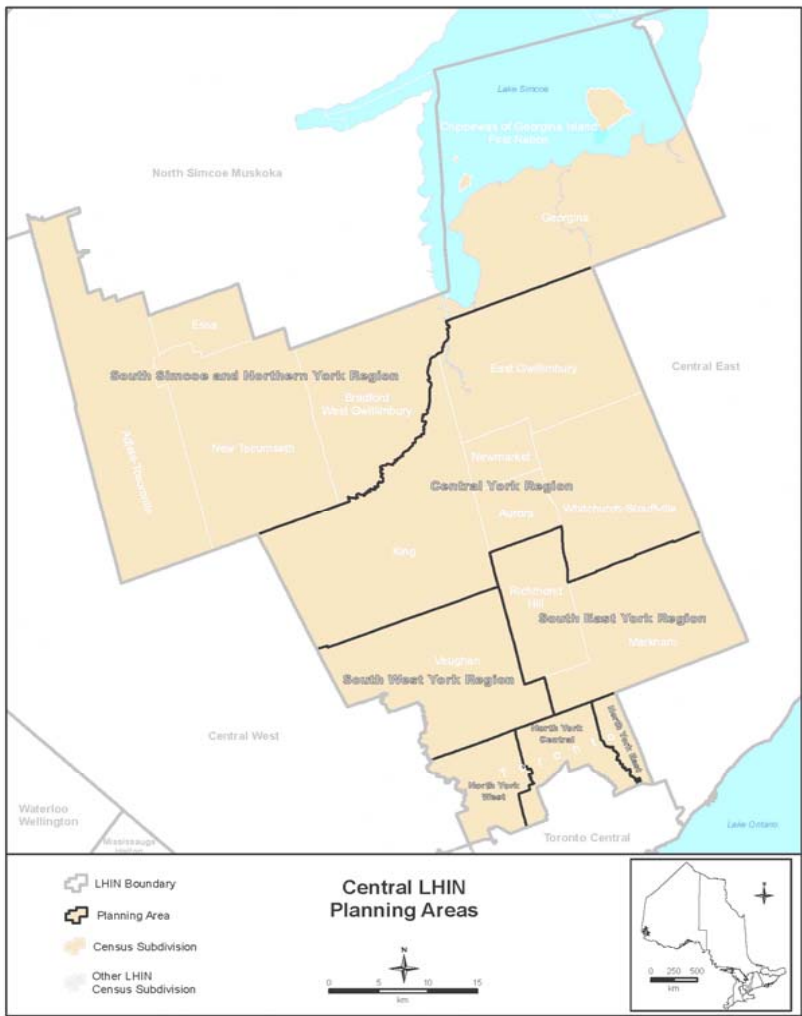 Lake Simcoe
Chippewas of Georgina Island
First Nation
North Simcoe Muskoka
Georgina
Essa
South Simcoe and Northern York Region
Bradford
West Gwillimbury
East Gwillimbury
Central East
Adjala-Tosorontio
New Tecumseth
Newmarket
Central York Region
Aurora
Whitchurch-Stouffville
King
Richmond
Hill
South East York Region
Markham
Vaughan
South West York Region
Central West
North York
Central
North York East
Toronto
North York
West
Waterloo
Wellington
Mississauga
Halton
Toronto Central
Lake Ontario
LHIN Boundary
Planning Area
Census Subdivision
Other LHIN
Census Subdivision
Central LHIN
Planning Areas
N
0 5 10 15
km
N
0 250 500
km